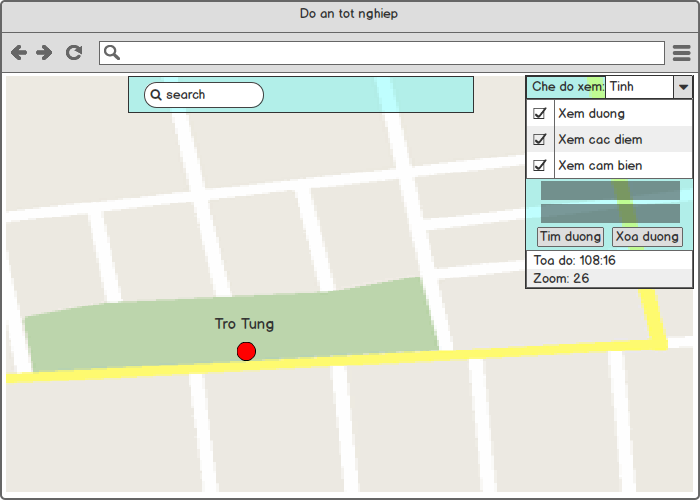 Do an tot nghiep
search
Che do xem: Tinh
Xem duong
Xem cac diem
Xem cam bien
Tim duong Xoa duong
Toa do: 108:16
Zoom: 26
Tro Tung